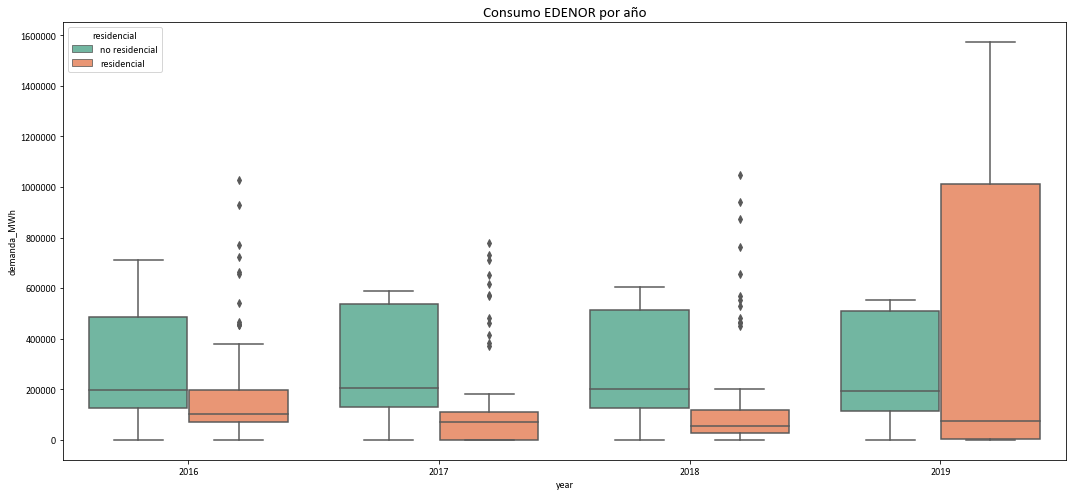 Consumo EDENOR por año
residencial
no residencial
residencial
1600000
1400000
1200000
1000000
800000
600000
400000
200000
0
demanda_MWh
2016
2017
2018
2019
year